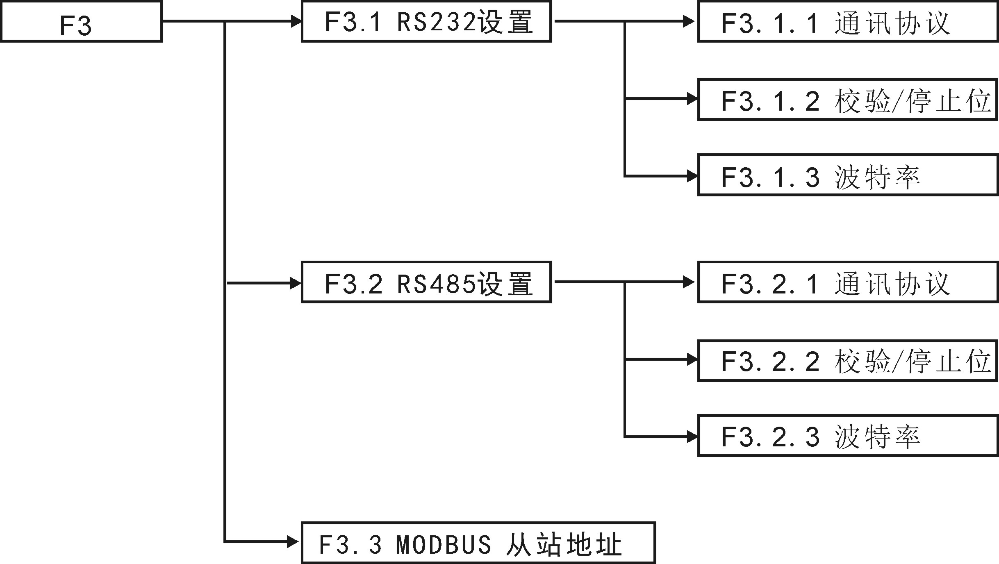 F3
F3.1 RS232设置
F3.1.1 通讯协议
F3.1.2 校验/停止位
F3.1.3 波特率
F3.2 RS485设置
F3.2.1 通讯协议
F3.2.2 校验/停止位
F3.2.3 波特率
F3.3 MODBUS 从站地址